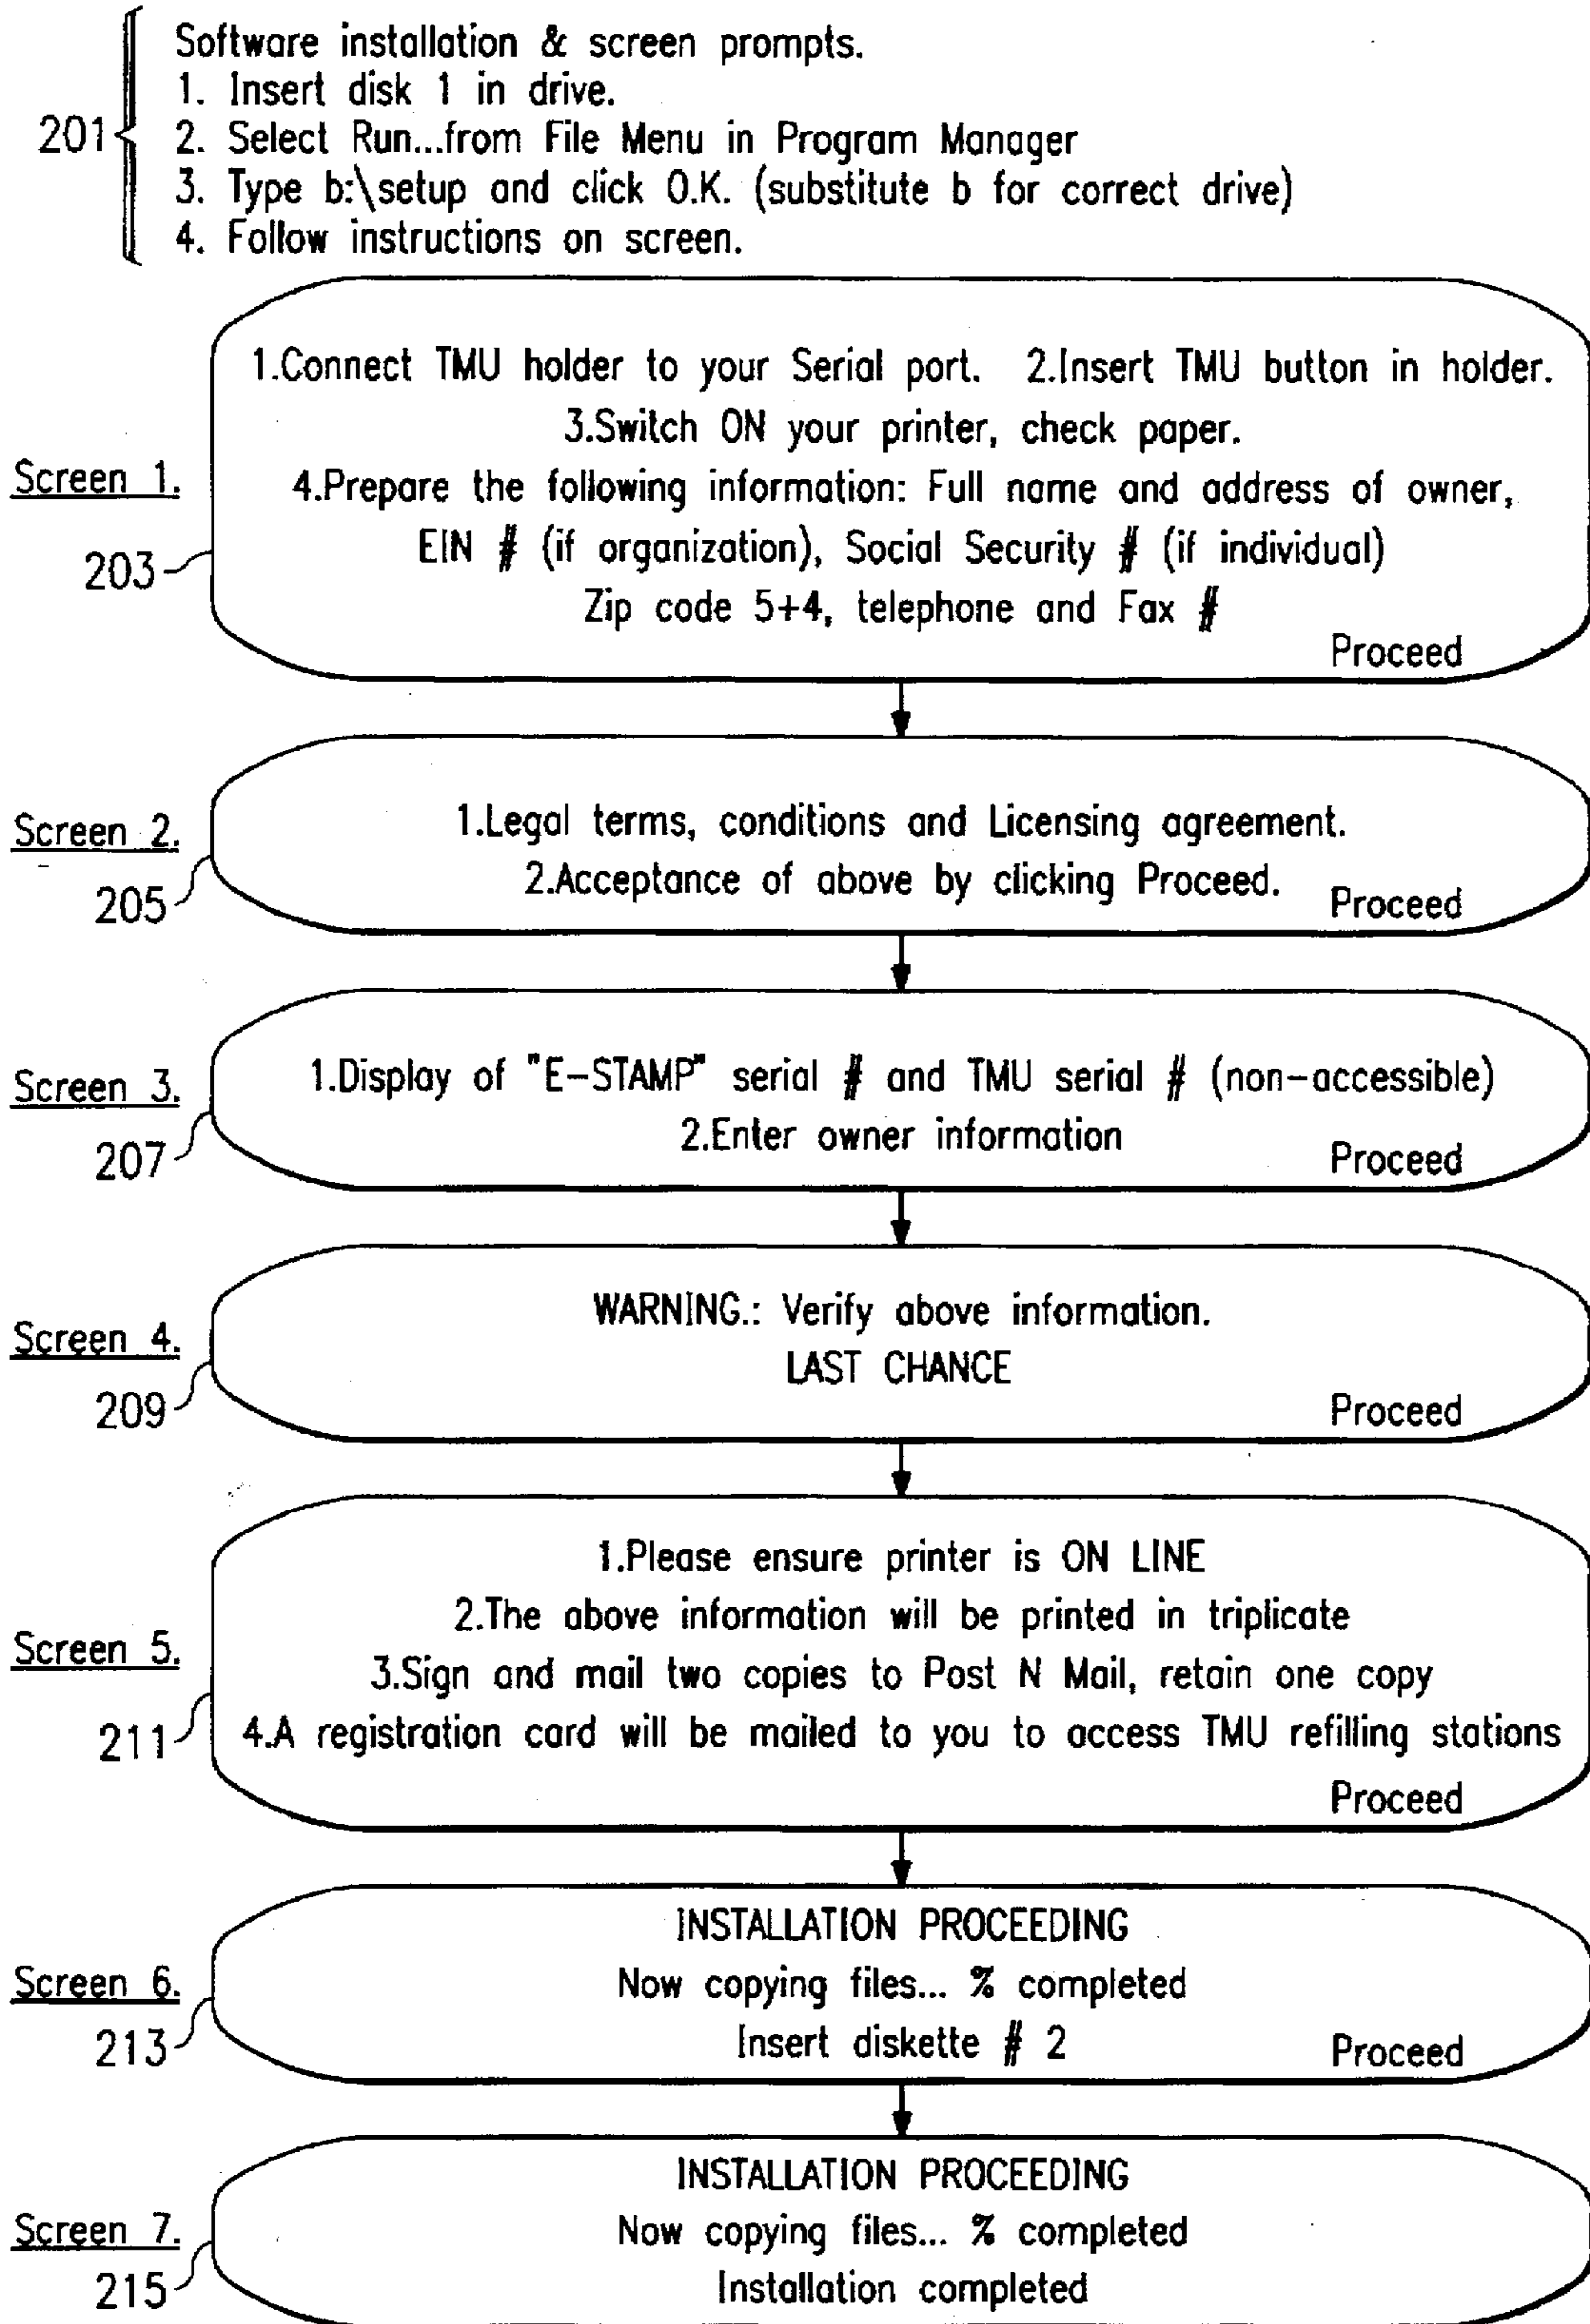 Software installation & screen prompts.
1. Insert disk 1 in drive.
2. Select Run...from File Menu in Program Manager
201
3. Type b:\setup and click O.K. (substitute b for correct drive)
4. Follow instructions on screen.
1.Connect TMU holder to your Serial port. 2.Insert TMU button in holder.
3.Switch ON your printer, check paper.
Screen 1.
4.Prepare the following information: Full name and address of owner,
EIN # (if organization), Social Security # (if individual)
203
Zip code 5+4, telephone and Fax #
Proceed
1.Legal terms, conditions and Licensing agreement.
Screen 2.
2.Acceptance of above by clicking Proceed.
205
Proceed
1.Display of "E-STAMP" serial # and TMU serial # (non-accessible)
Screen 3.
2.Enter owner information
207
Proceed
WARNING.: Verify above information.
Screen 4.
LAST CHANCE
209
Proceed
1.Please ensure printer is ON LINE
2.The above information will be printed in triplicate
Screen 5.
3.Sign and mail two copies to Post N Mail, retain one copy
211
4.A registration card will be mailed to you to access TMU refilling stations
Proceed
INSTALLATION PROCEEDING
Screen 6.
Now copying files... % completed
213
Insert diskette # 2
Proceed
INSTALLATION PROCEEDING
Screen 7.
Now copying files... % completed
215
Installation completed